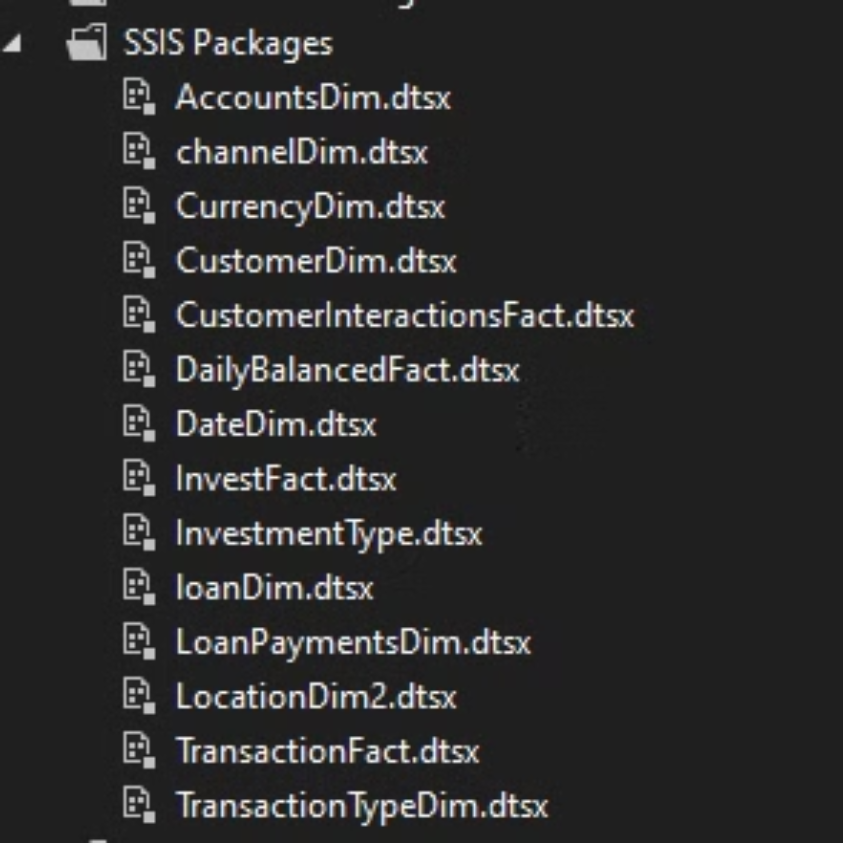 SSIS Packages
AccountsDim.dtsx
channelDim.dtsx
CurrencyDim.dtsx
CustomerDim.dtsx
CustomerInteractionsFact.dtsx
DailyBalancedFact.dtsx
DateDim.dtsx
InvestFact.dtsx
InvestmentType.dtsx
loanDim.dtsx
LoanPaymentsDim.dtsx
LocationDim2.dtsx
TransactionFact.dtsx
TransactionTypeDim.dtsx